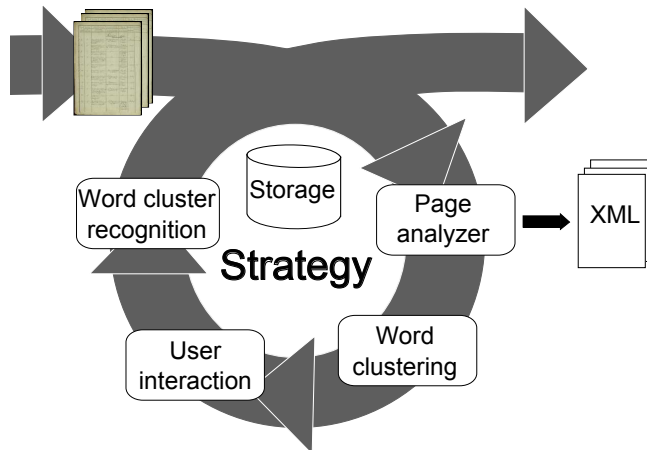 Storage
Word cluster
recognition
Page
analyzer
XML
Strategy
Word
clustering
User
interaction